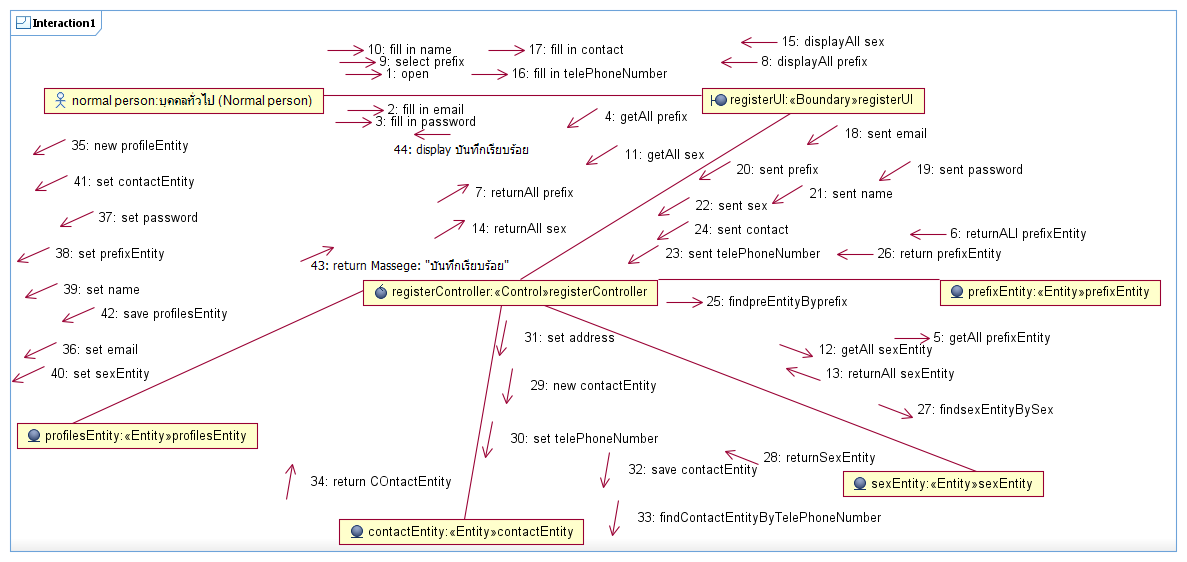 Interaction1
10: fill in name
17: fill in contact
15: displayAll sex
9: select prefix
8: displayAll prefix
1: open
16: fill in telePhoneNumber
normal person:บุคคลทั่วไป (Normal person)
registerUI:«Boundary»registerUI
2: fill in email
3: fill in password
4: getAll prefix
44: display บันทึกเรียบร้อย
18: sent email
35: new profileEntity
11: getAll sex
20: sent prefix
19: sent password
41: set contactEntity
7: returnAll prefix
21: sent name
22: sent sex
37: set password
14: returnAll sex
24: sent contact
6: returnALl prefixEntity
38: set prefixEntity
23: sent telePhoneNumber
26: return prefixEntity
43: return Massege: "บันทึกเรียบร้อย"
39: set name
registerController:«Control»registerController
prefixEntity:«Entity»prefixEntity
25: findpreEntityByprefix
42: save profilesEntity
31: set address
5: getAll prefixEntity
36: set email
12: getAll sexEntity
40: set sexEntity
13: returnAll sexEntity
29: new contactEntity
27: findsexEntityBySex
profilesEntity:«Entity»profilesEntity
30: set telePhoneNumber
28: returnSexEntity
32: save contactEntity
34: return COntactEntity
sexEntity:«Entity»sexEntity
33: findContactEntityByTelePhoneNumber
contactEntity:«Entity»contactEntity